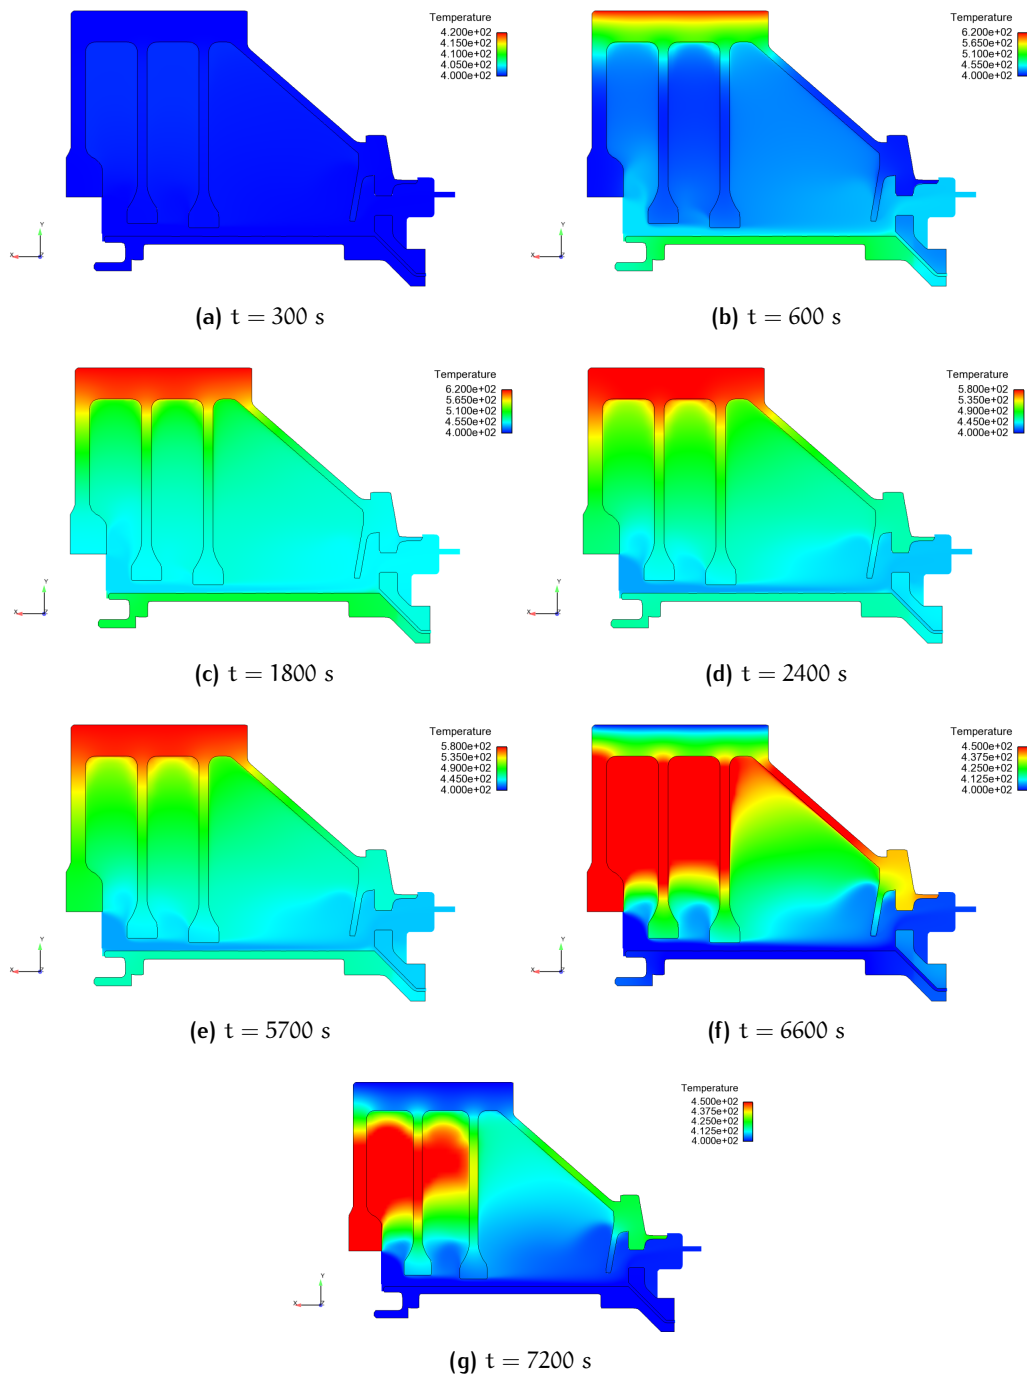 Temperature
4.200e+02
4.150e+02
4.100e+02
4.050e+02
4.000e+02
Y
X
Z
(a) t = 300 s
Temperature
6.200e+02
5.650e+02
5.100e+02
4.550e+02
4.000e+02
Y
X
Z
(b) t = 600 s
Temperature
6.200e+02
5.650e+02
5.100e+02
4.550e+02
4.000e+02
Y
X
Z
(c) t = 1800 s
Temperature
5.800e+02
5.350e+02
4.900e+02
4.450e+02
4.000e+02
Y
X
Z
(d) t = 2400 s
Temperature
5.800e+02
5.350e+02
4.900e+02
4.450e+02
4.000e+02
Y
X
Z
(e) t = 5700 s
Temperature
4.500e+02
4.375e+02
4.250e+02
4.125e+02
4.000e+02
Y
X
Z
(f) t = 6600 s
Temperature
4.500e+02
4.375e+02
4.250e+02
4.125e+02
4.000e+02
Y
X
Z
(g) t = 7200 s